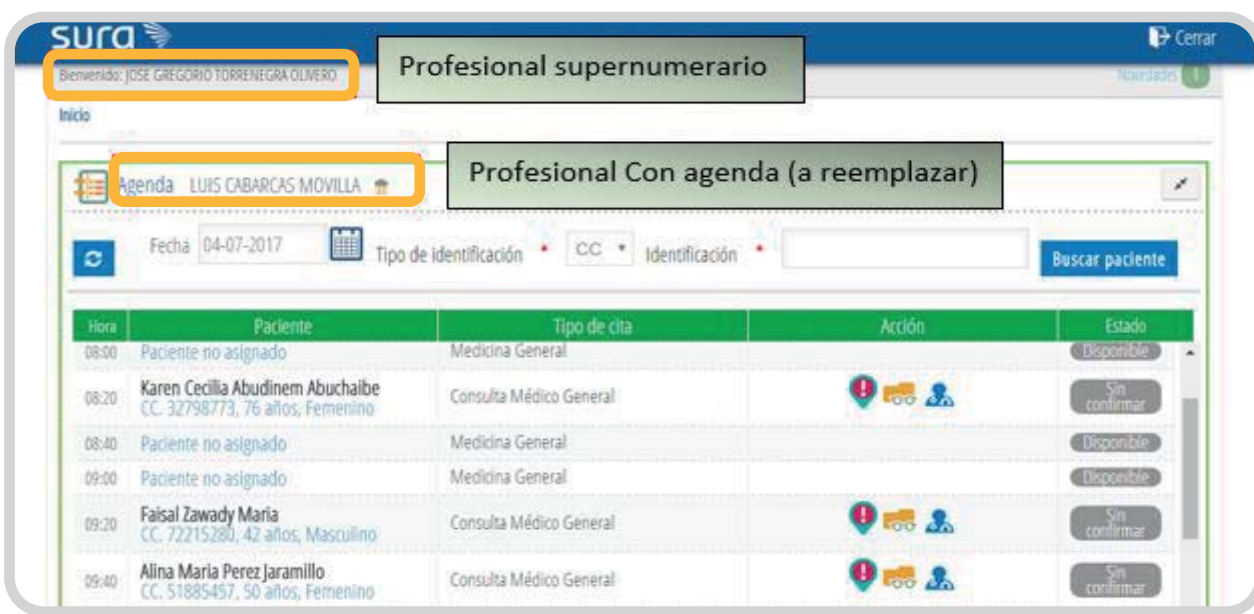 sura
Cerrar
Profesional supernumerario
Bienvenido: JOSE GREGORIO TORRENEGRA OLIVERO
Novedades 1
Inicio
Profesional Con agenda (a reemplazar)
Agenda LUIS CABARCAS MOVILLA
Fecha 04-07-2017 Tipo de identificación * CC Identificación * Buscar paciente
Hora Paciente Tipo de cita Acción Estado
08:00 Paciente no asignado Medicina General Disponible
08:20 Karen Cecilia Abudinem Abuchaibe Consulta Médico General Sin confirmar
CC. 32798773, 76 años, Femenino
08:40 Paciente no asignado Medicina General Disponible
09:00 Paciente no asignado Medicina General Disponible
09:20 Faisal Zawady Maria Consulta Médico General Sin confirmar
CC. 72215280, 42 años, Masculino
09:40 Alina Maria Perez Jaramillo Consulta Médico General Sin confirmar
CC. 51885457, 50 años, Femenino